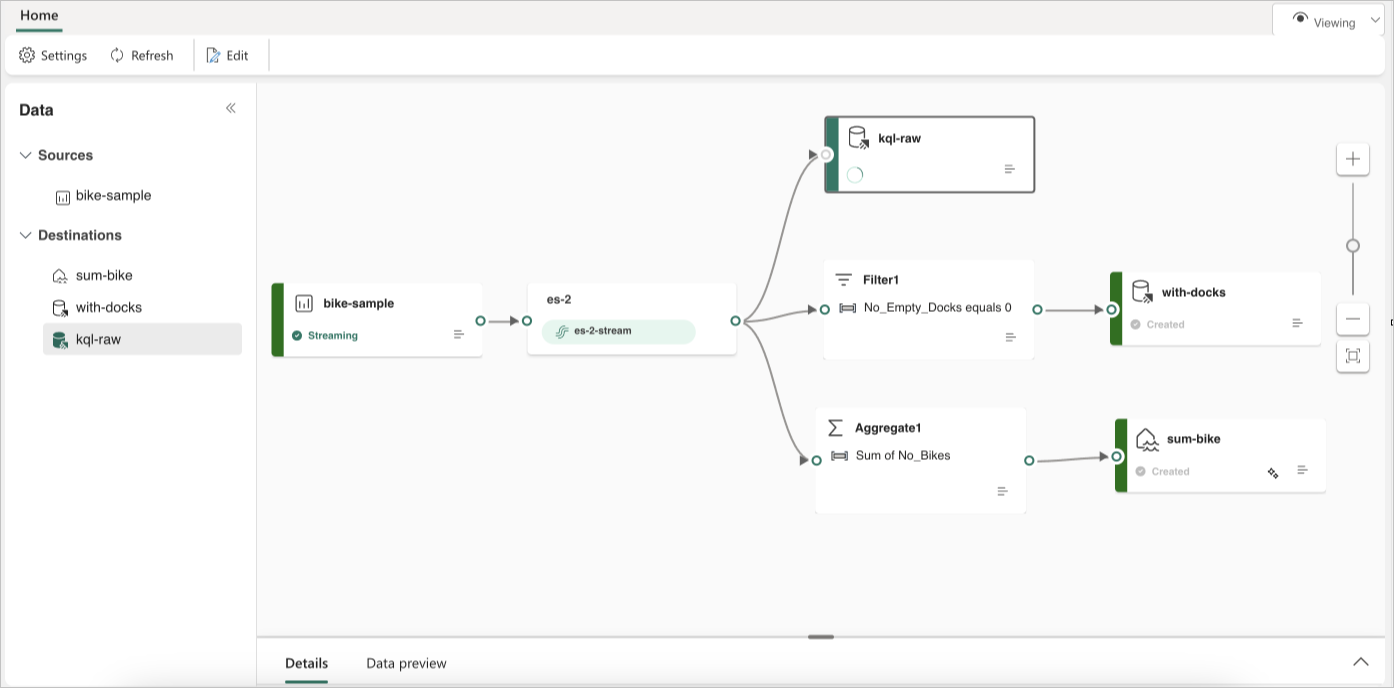 Home
Viewing
Settings
Refresh
Edit
Data
Sources
bike-sample
Destinations
sum-bike
with-docks
kql-raw
bike-sample
Streaming
es-2
es-2-stream
kql-raw
Filter1
No_Empty_Docks equals 0
with-docks
Created
Aggregate1
Sum of No_Bikes
sum-bike
Created
Details
Data preview